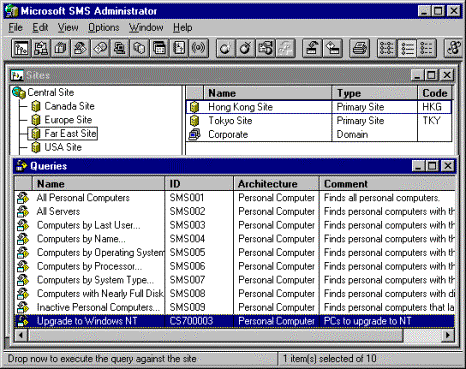 Microsoft SMS Administrator
File Edit View Options Window Help
Sites
Central Site
Canada Site
Europe Site
Far East Site
USA Site
Name Type Code
Hong Kong Site Primary Site HKG
Tokyo Site Primary Site TKY
Corporate Domain
Queries
Name ID Architecture Comment
All Personal Computers SMS001 Personal Computer Finds all personal computers.
All Servers SMS002 Personal Computer Finds personal computers with the
Computers by Last User... SMS003 Personal Computer Finds personal computers with the
Computers by Name... SMS004 Personal Computer Finds personal computers with the
Computers by Operating System SMS005 Personal Computer Finds personal computers with the
Computers by Processor... SMS006 Personal Computer Finds personal computers with the
Computers by System Type... SMS007 Personal Computer Finds personal computers with the
Computers with Nearly Full Disk SMS008 Personal Computer Finds personal computers with di
Inactive Personal Computers... SMS009 Personal Computer Finds personal computers that la
Upgrade to Windows NT CS700003 Personal Computer PCs to upgrade to NT
Drop now to execute the query against the site 1 item(s) selected of 10